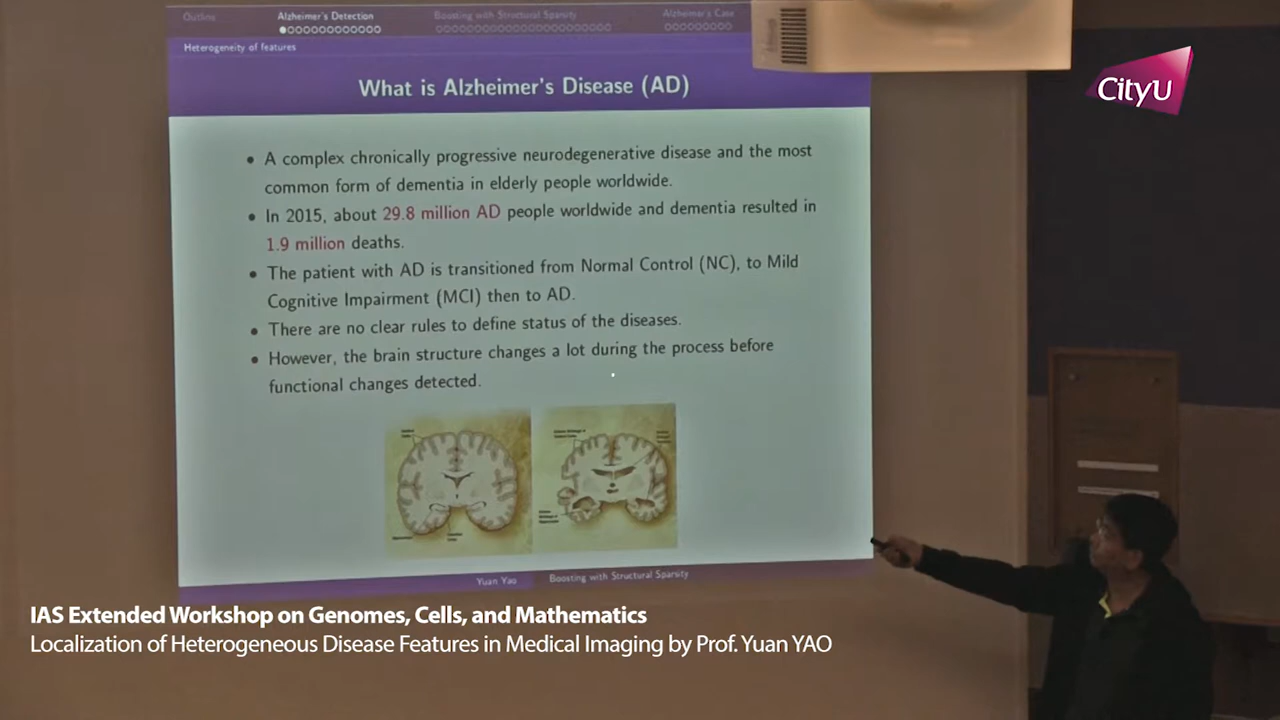 Outline
Alzheimer's Detection
Boosting with Structural Sparsity
Alzheimer's Case
Heterogeneity of features
What is Alzheimer's Disease (AD)
CityU
• A complex chronically progressive neurodegenerative disease and the most
common form of dementia in elderly people worldwide.
• In 2015, about 29.8 million AD people worldwide and dementia resulted in
1.9 million deaths.
• The patient with AD is transitioned from Normal Control (NC), to Mild
Cognitive Impairment (MCI) then to AD.
• There are no clear rules to define status of the diseases.
• However, the brain structure changes a lot during the process before
functional changes detected.
Yuan Yao
Boosting with Structural Sparsity
IAS Extended Workshop on Genomes, Cells, and Mathematics
Localization of Heterogeneous Disease Features in Medical Imaging by Prof. Yuan YAO